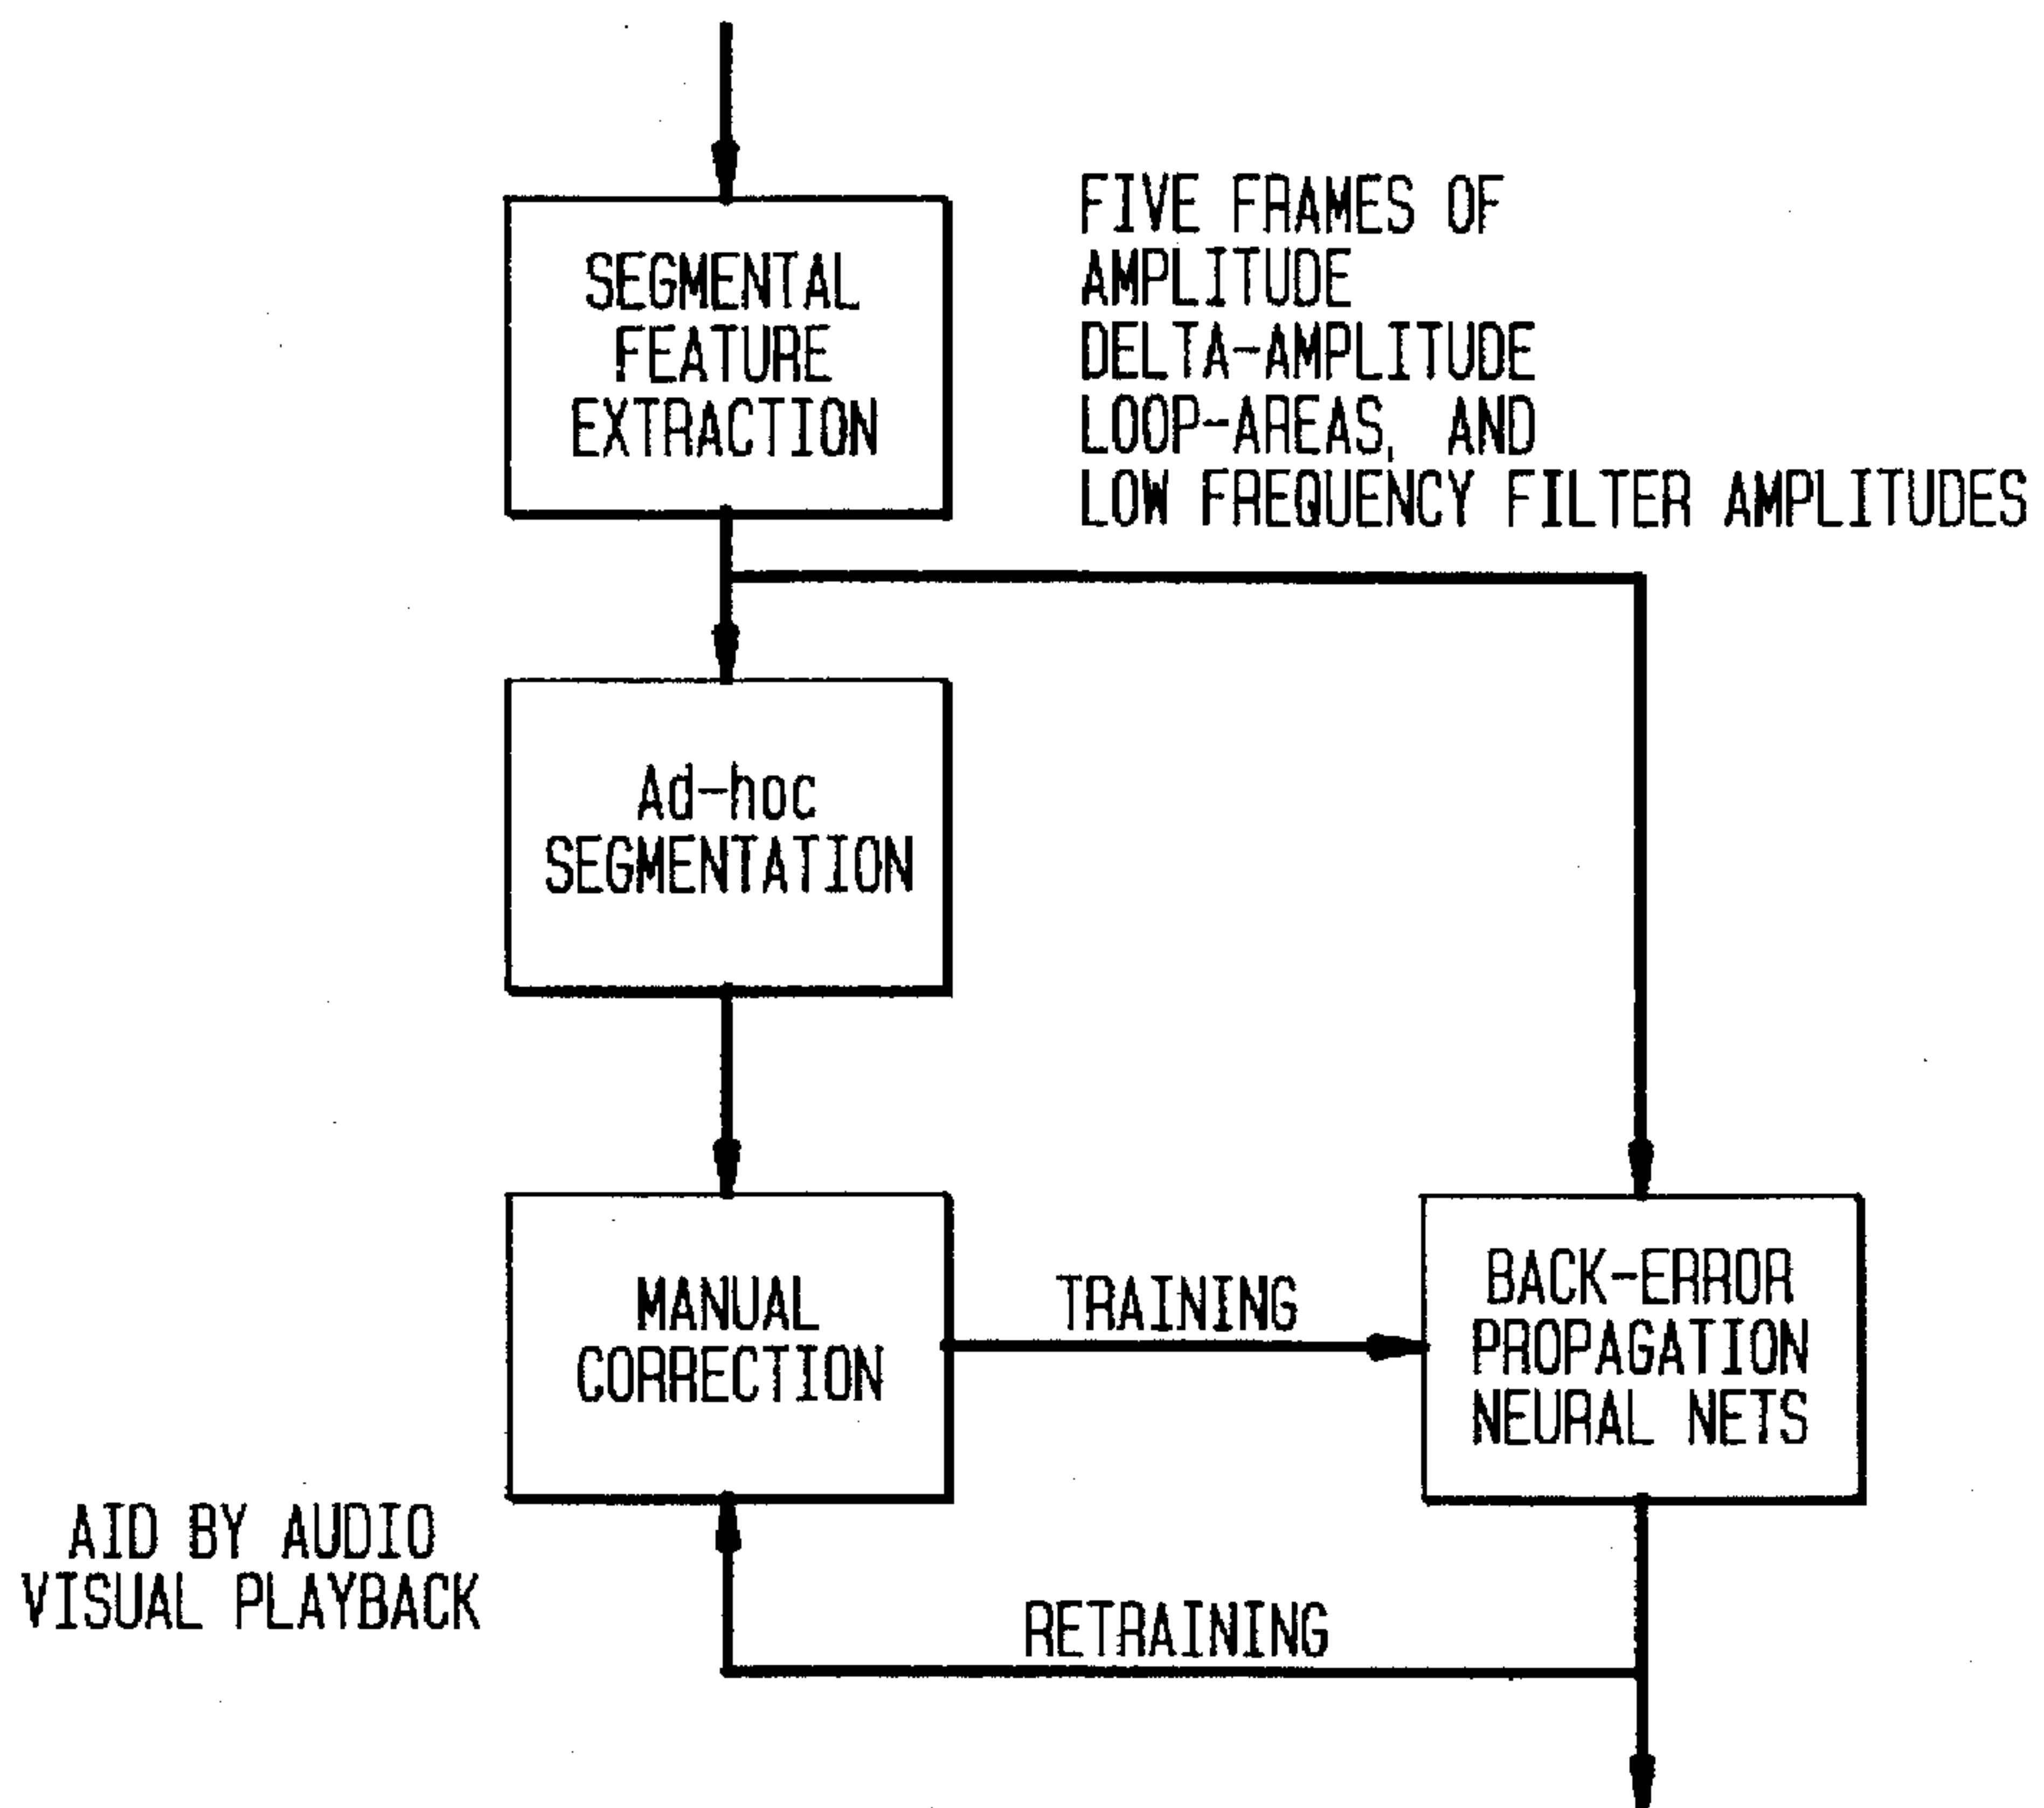 SEGMENTAL
FEATURE
EXTRACTION
FIVE FRAMES OF
AMPLITUDE
DELTA-AMPLITUDE
LOOP-AREAS, AND
LOW FREQUENCY FILTER AMPLITUDES
Ad-hoc
SEGMENTATION
MANUAL
CORRECTION
TRAINING
BACK-ERROR
PROPAGATION
NEURAL NETS
AID BY AUDIO
VISUAL PLAYBACK
RETRAINING